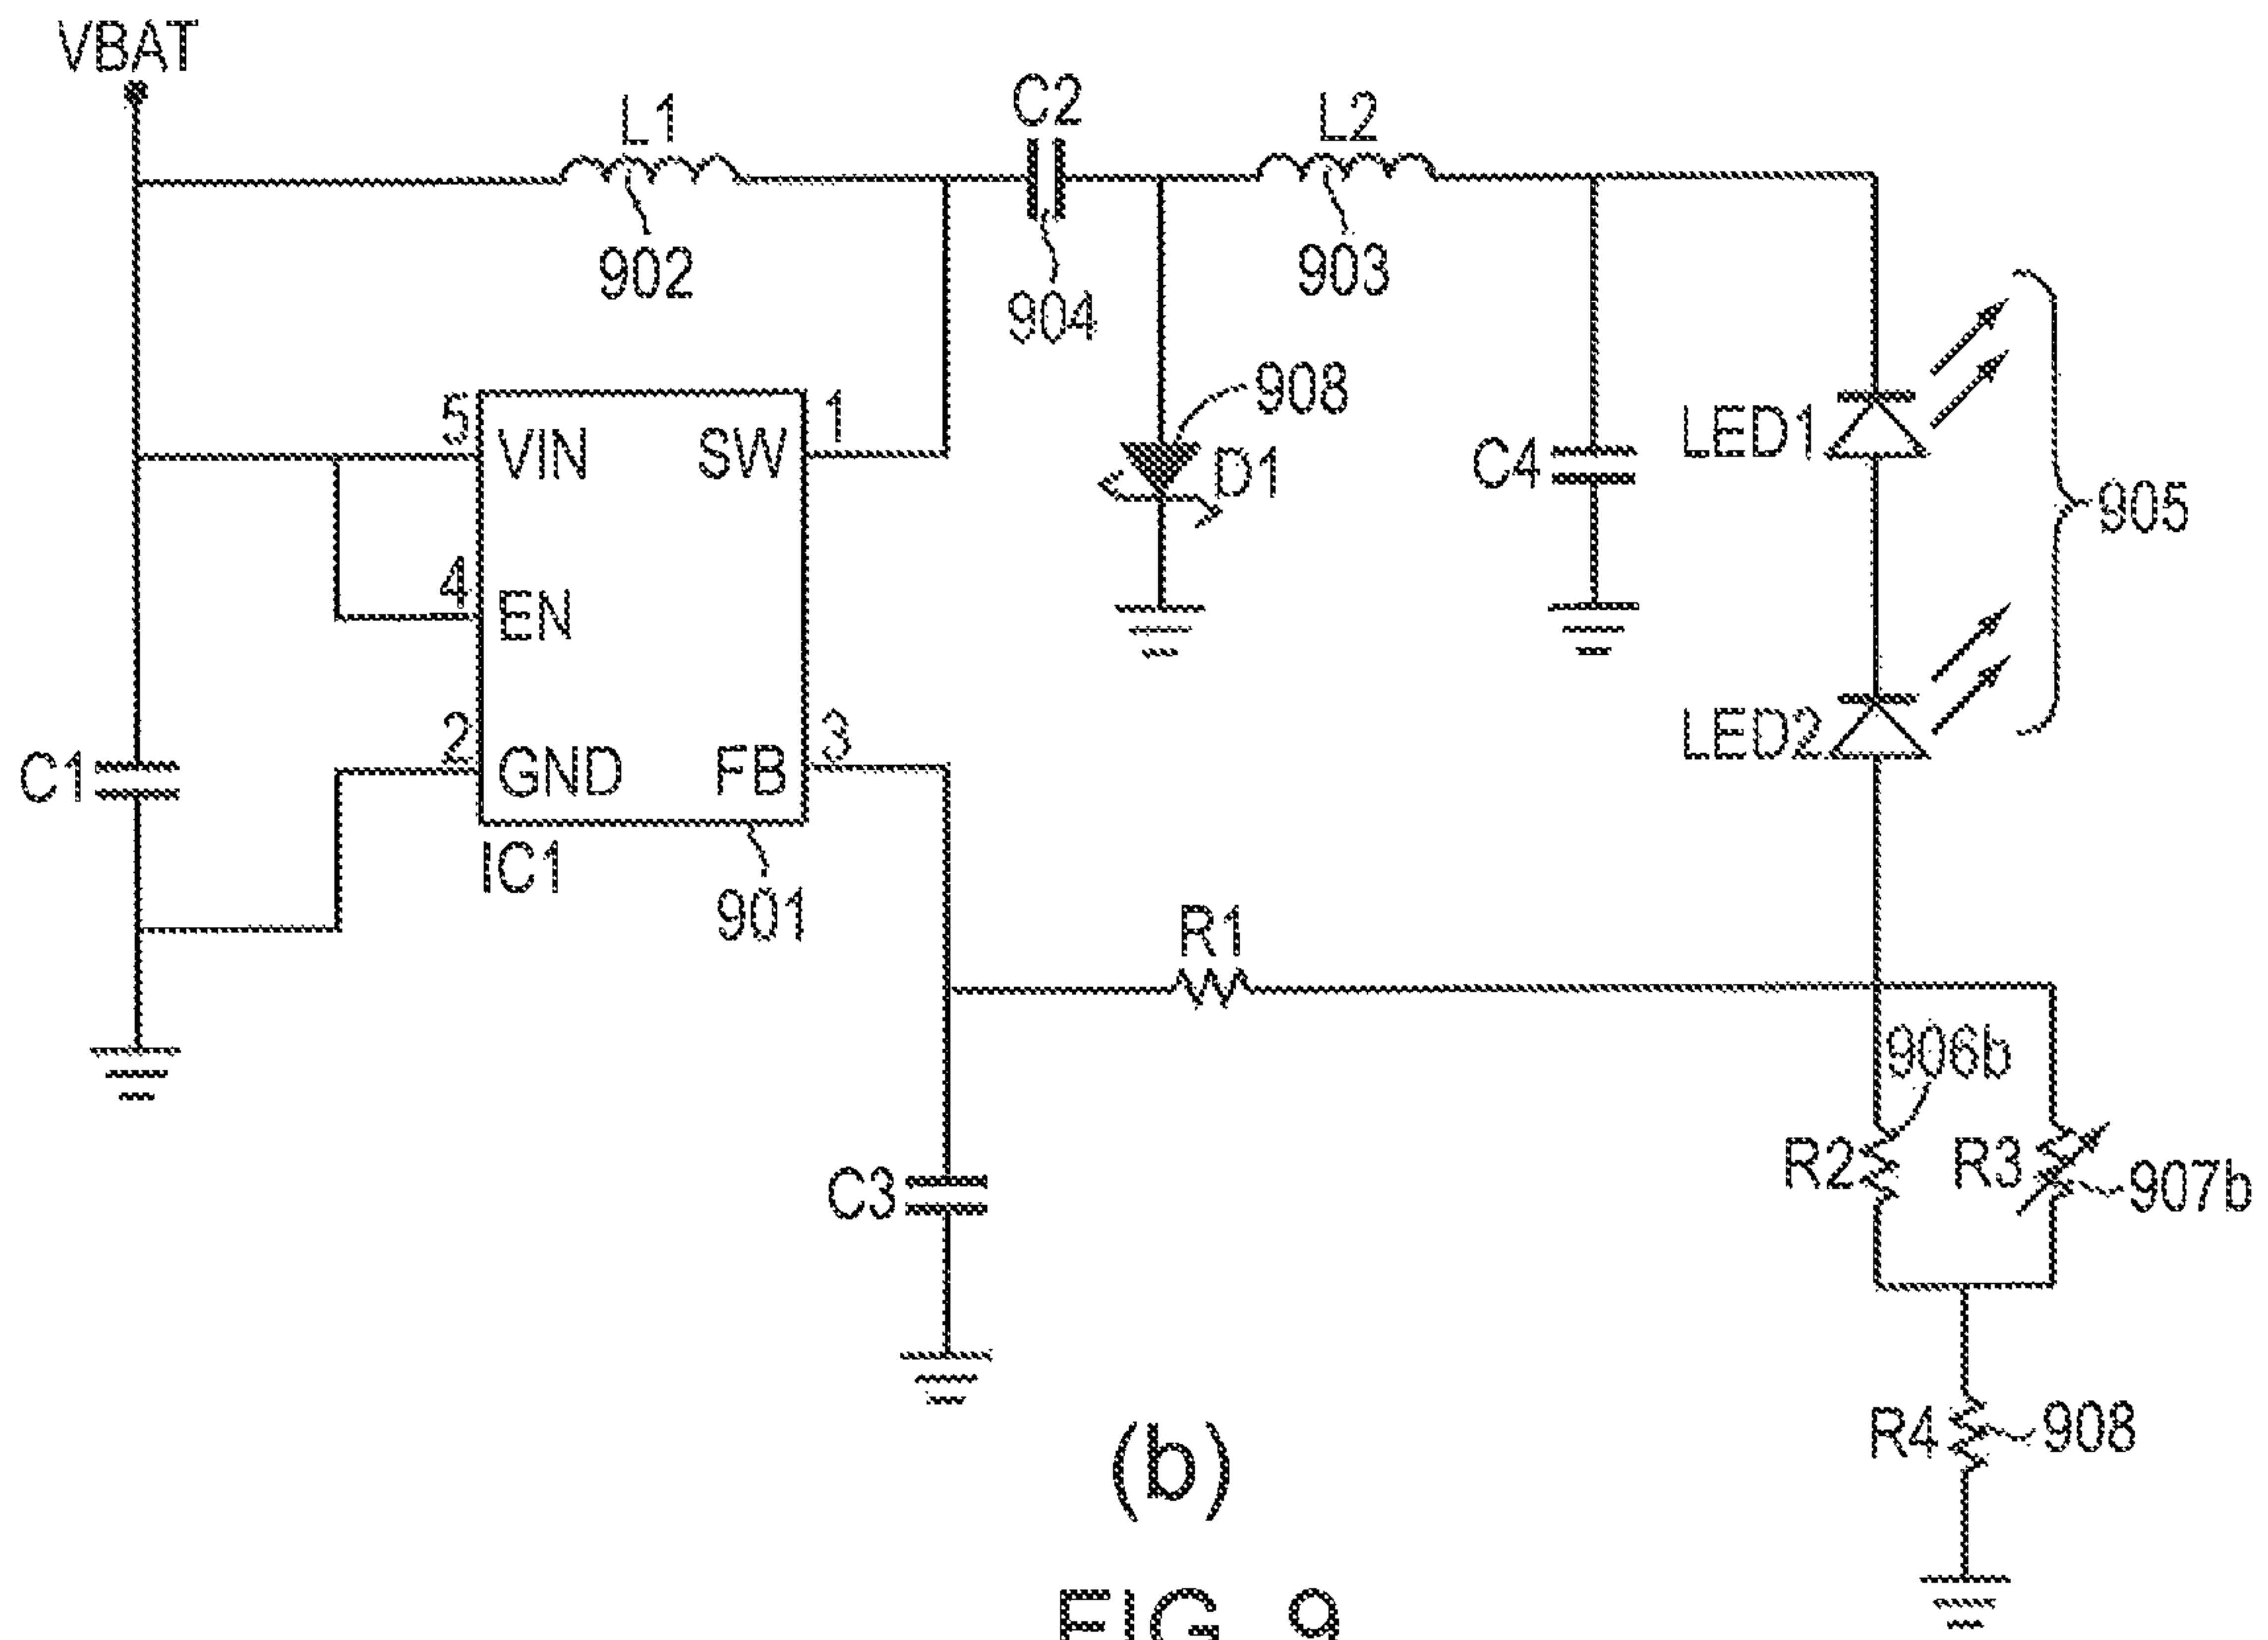 VBAT
L1
C2
L2
902
904
903
908
5
VIN
SW
1
D1
C4
LED1
905
4
EN
2
GND
FB
3
LED2
C1
IC1
901
R1
906b
R2
R3
907b
C3
R4
908
(b)
FIG. 9